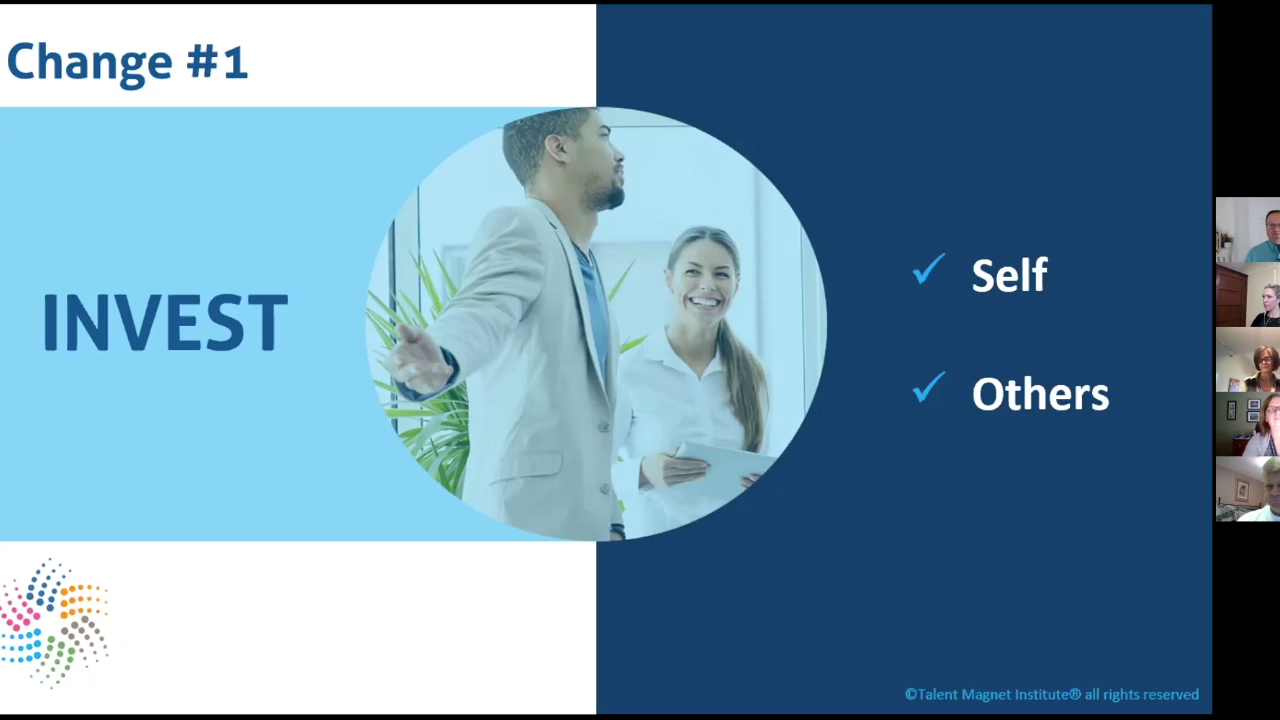 Change #1
INVEST
Self
Others
©Talent Magnet Institute® all rights reserved